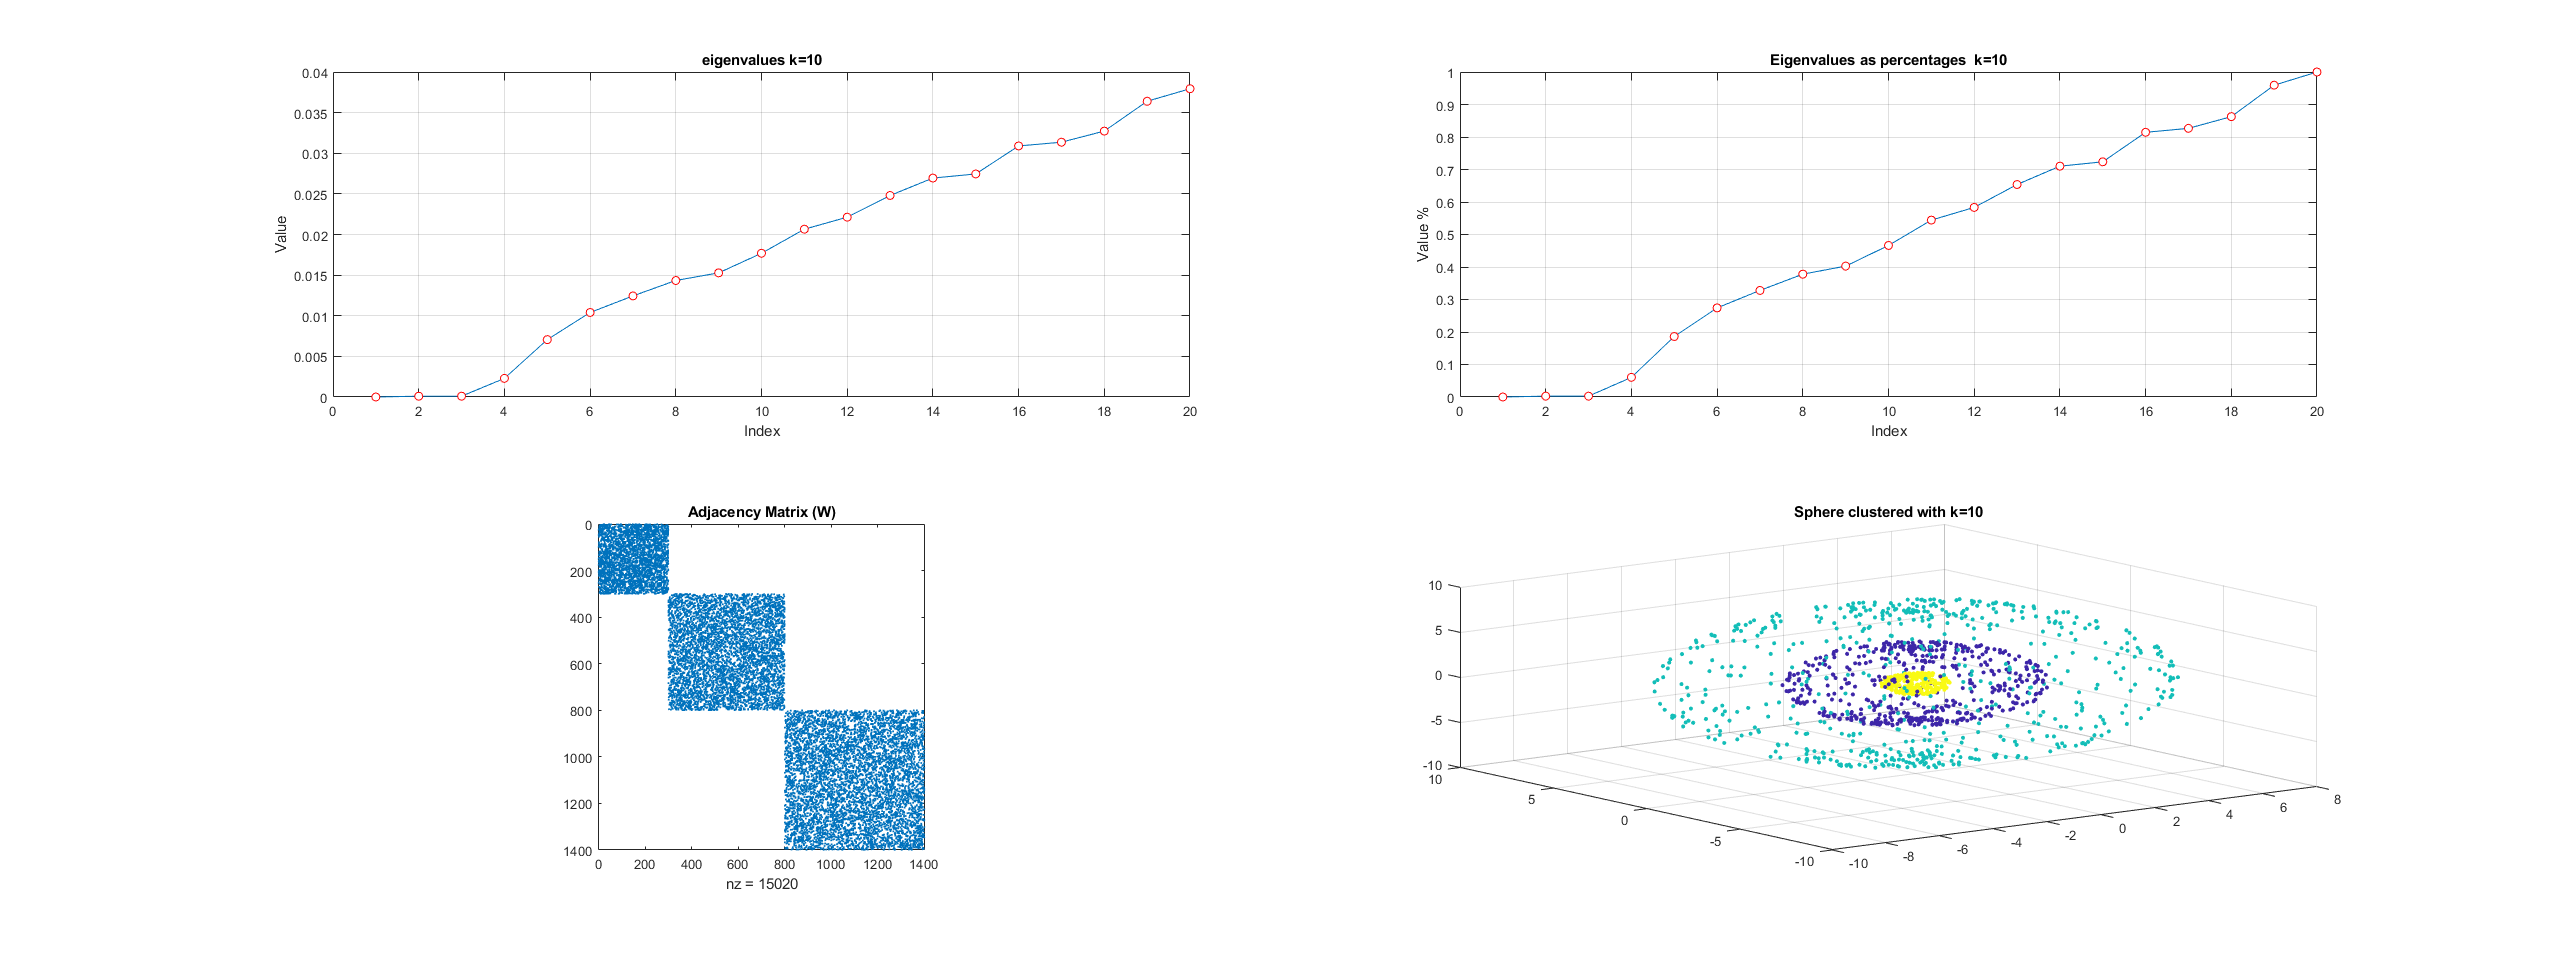 eigenvalues k=10
0.04
0.035
0.03
0.025
0.02
0.015
0.01
0.005
0
Value
0 2 4 6 8 10 12 14 16 18 20
Index
Eigenvalues as percentages k=10
1
0.9
0.8
0.7
0.6
0.5
0.4
0.3
0.2
0.1
0
Value %
0 2 4 6 8 10 12 14 16 18 20
Index
Adjacency Matrix (W)
0
200
400
600
800
1000
1200
1400
0 200 400 600 800 1000 1200 1400
nz = 15020
Sphere clustered with k=10
10
5
0
-5
-10
10
5
0
-5
-10
-10 -8 -6 -4 -2 0 2 4 6 8